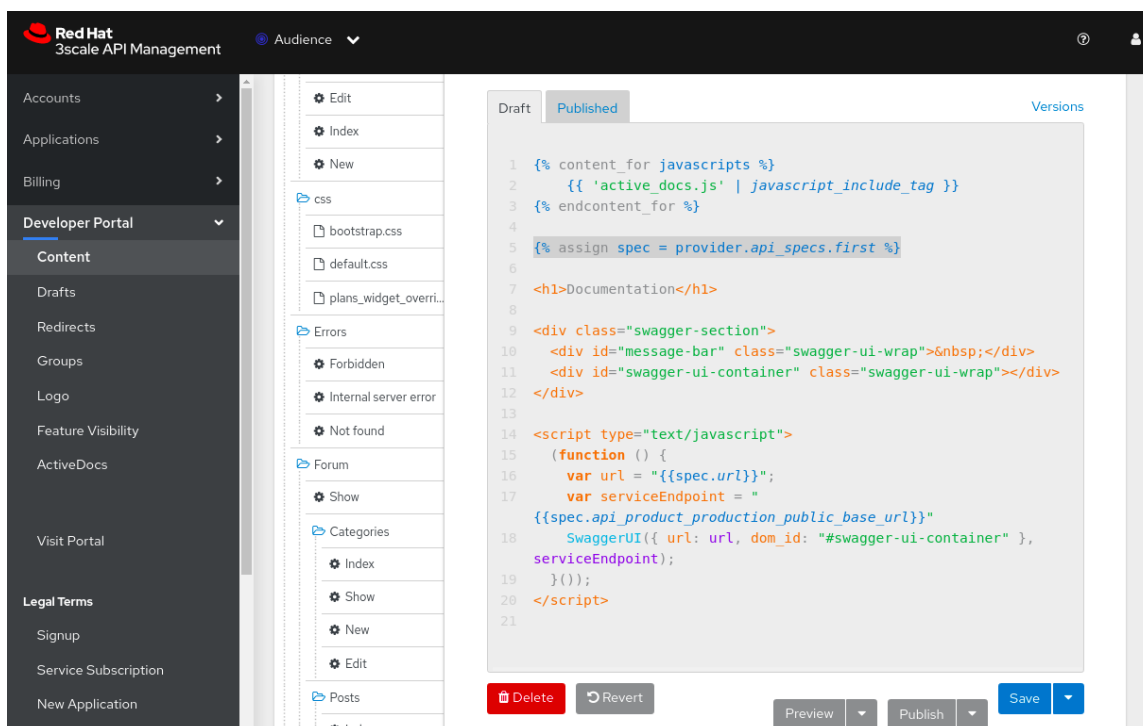 Red Hat
3scale API Management
Audience
Accounts
Applications
Billing
Developer Portal
Content
Drafts
Redirects
Groups
Logo
Feature Visibility
ActiveDocs
Visit Portal
Legal Terms
Signup
Service Subscription
New Application
Edit
Index
New
css
bootstrap.css
default.css
plans_widget_overri...
Errors
Forbidden
Internal server error
Not found
Forum
Show
Categories
Index
Show
New
Edit
Posts
Draft
Published
Versions
1 {% content_for javascripts %}
2 {{ 'active_docs.js' | javascript_include_tag }}
3 {% endcontent_for %}
4
5 {% assign spec = provider.api_specs.first %}
6
7 <h1>Documentation</h1>
8
9 <div class="swagger-section">
10 <div id="message-bar" class="swagger-ui-wrap">&nbsp;</div>
11 <div id="swagger-ui-container" class="swagger-ui-wrap"></div>
12 </div>
13
14 <script type="text/javascript">
15 (function () {
16 var url = "{{spec.url}}";
17 var serviceEndpoint = "
{{spec.api_product_production_public_base_url}}"
18 SwaggerUI({ url: url, dom_id: "#swagger-ui-container" },
serviceEndpoint);
19 }());
20 </script>
21
Delete
Revert
Preview
Publish
Save